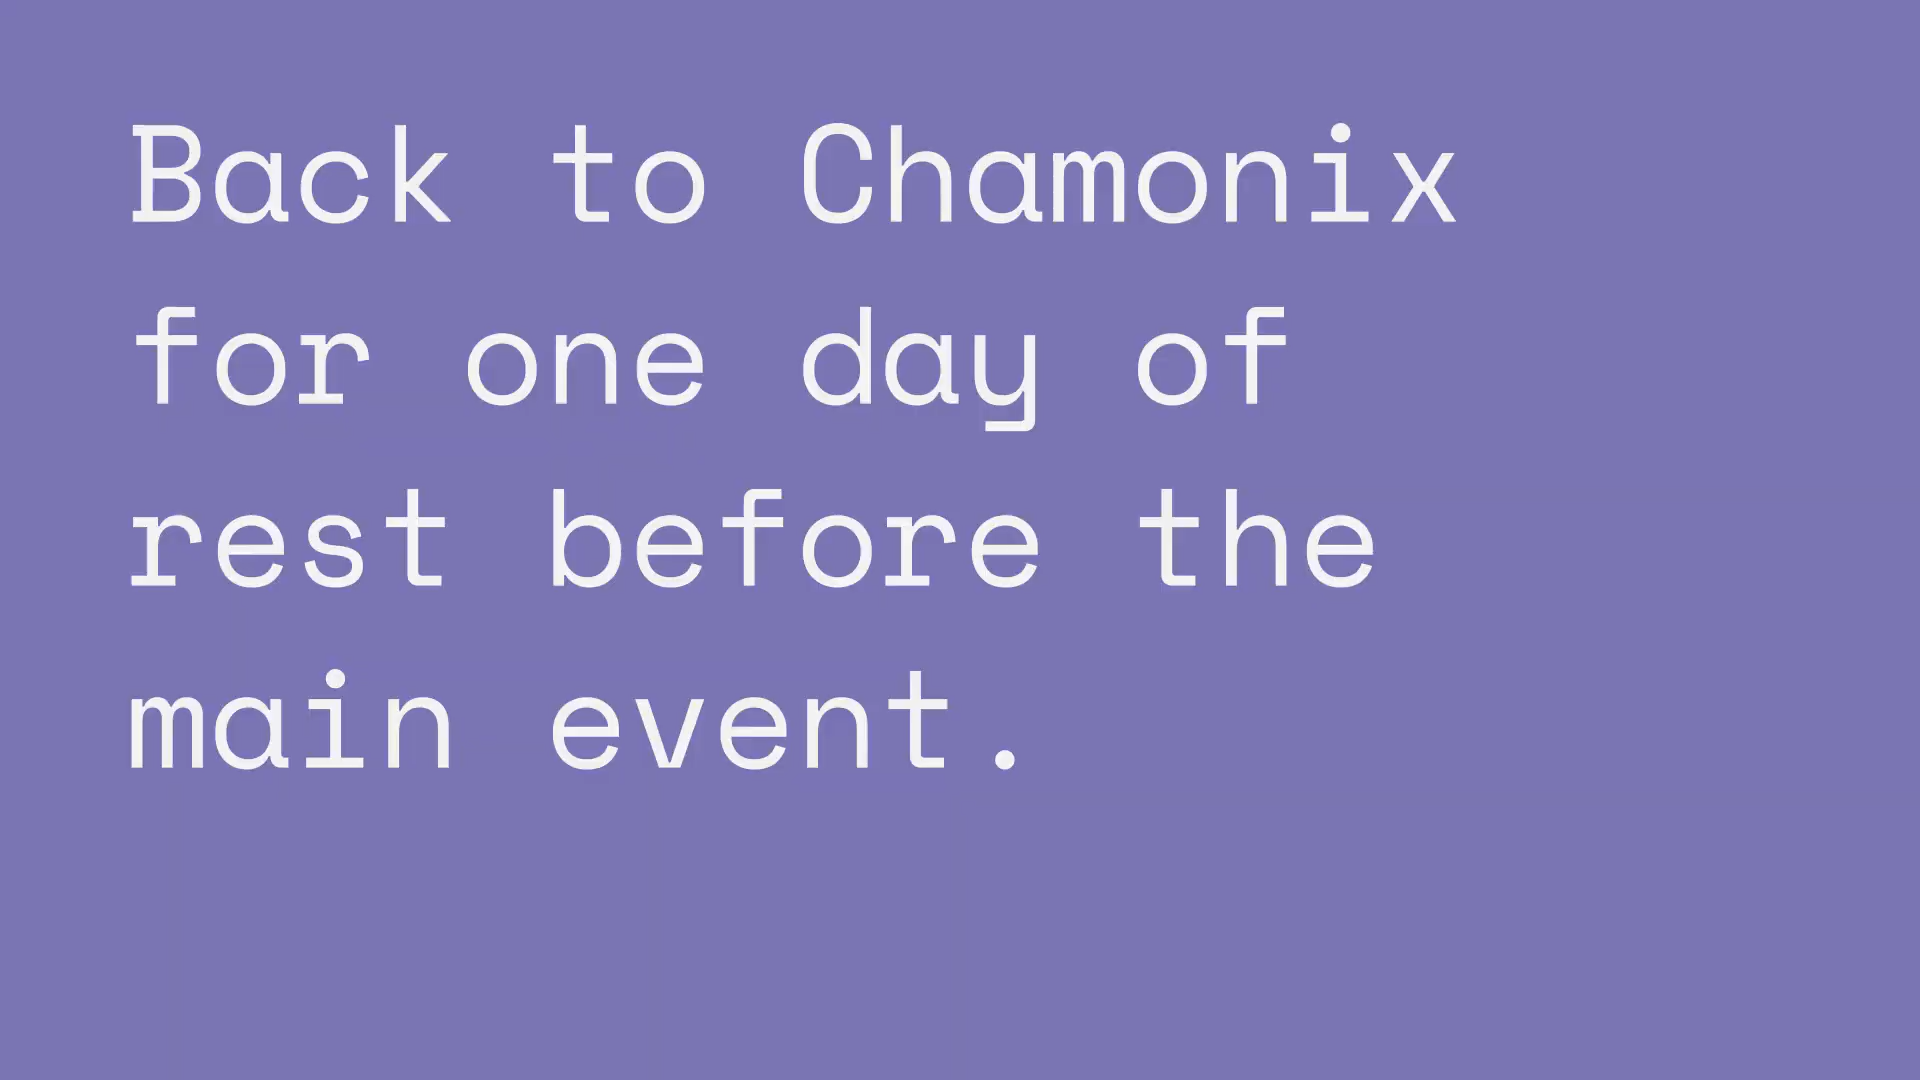 Back to Chamonix
for one day of
rest before the
main event.